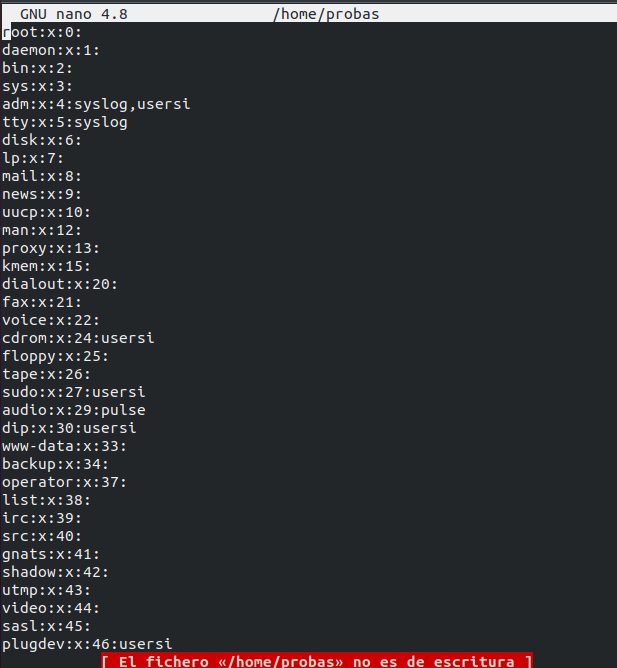 GNU nano 4.8 /home/probas
root:x:0:
daemon:x:1:
bin:x:2:
sys:x:3:
adm:x:4:syslog,usersi
tty:x:5:syslog
disk:x:6:
lp:x:7:
mail:x:8:
news:x:9:
uucp:x:10:
man:x:12:
proxy:x:13:
kmem:x:15:
dialout:x:20:
fax:x:21:
voice:x:22:
cdrom:x:24:usersi
floppy:x:25:
tape:x:26:
sudo:x:27:usersi
audio:x:29:pulse
dip:x:30:usersi
www-data:x:33:
backup:x:34:
operator:x:37:
list:x:38:
irc:x:39:
src:x:40:
gnats:x:41:
shadow:x:42:
utmp:x:43:
video:x:44:
sasl:x:45:
plugdev:x:46:usersi
[ El fichero «/home/probas» no es de escritura ]